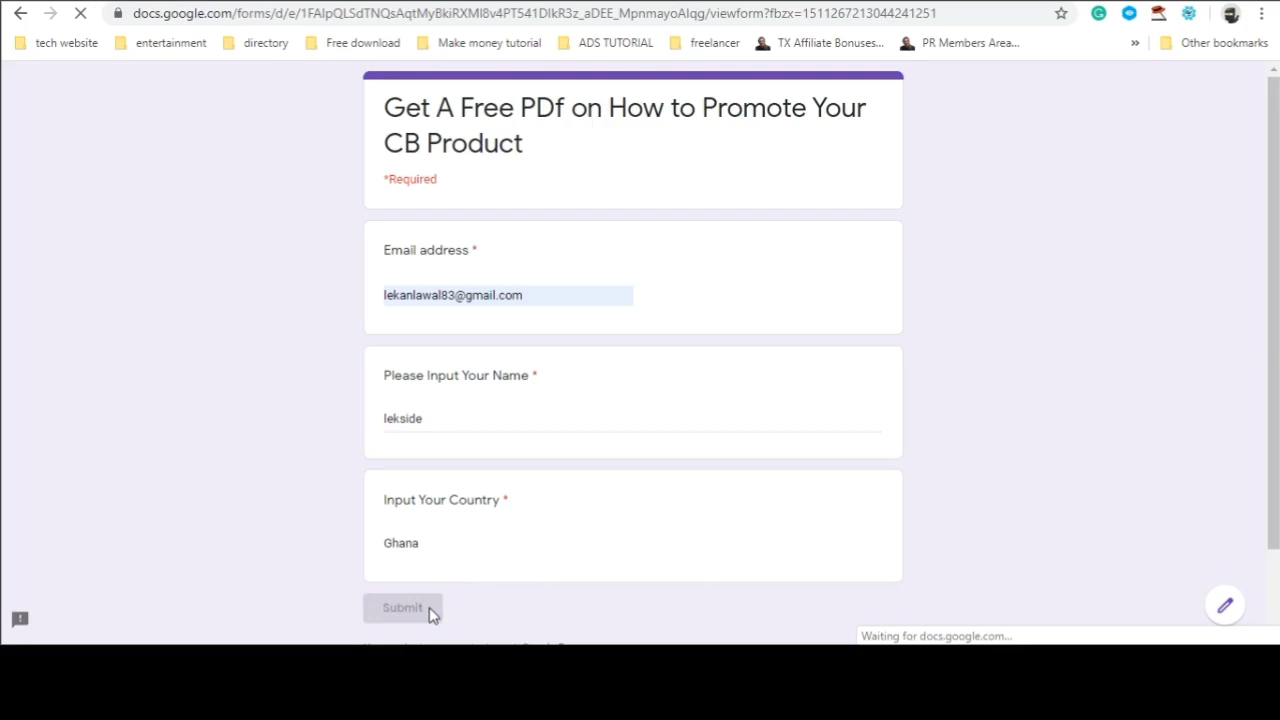 docs.google.com/forms/d/e/1FAIpQLSdTNQsAqtMyBkiRXMI8v4PT541DIkR3z_aDEE_MpnmayoAIqg/viewform?fbzx=1511267213044241251
tech website entertainment directory Free download Make money tutorial ADS TUTORIAL freelancer TX Affiliate Bonuses... PR Members Area... » Other bookmarks
Get A Free PDf on How to Promote Your
CB Product
*Required
Email address *
lekanlawal83@gmail.com
Please Input Your Name *
lekside
Input Your Country *
Ghana
Submit
Waiting for docs.google.com...